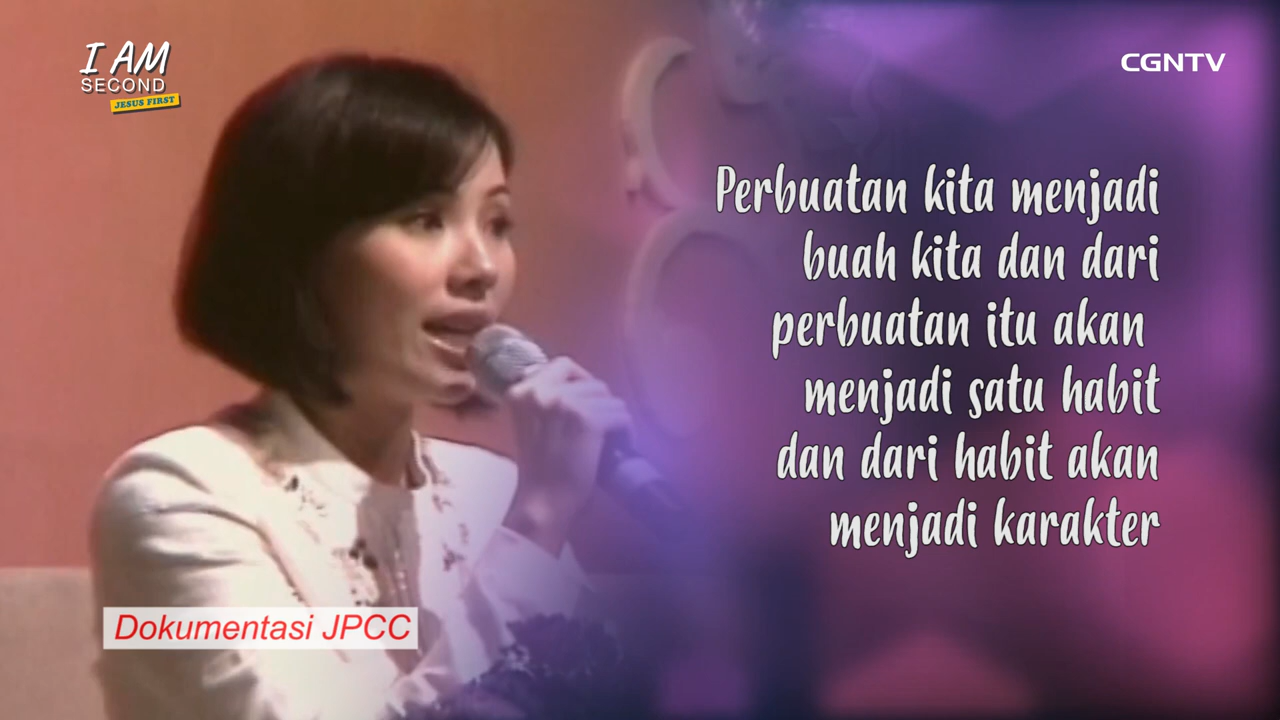 I AM
SECOND
JESUS FIRST
CGNTV
Perbuatan kita menjadi
buah kita dan dari
perbuatan itu akan
menjadi satu habit
dan dari habit akan
menjadi karakter
Dokumentasi JPCC